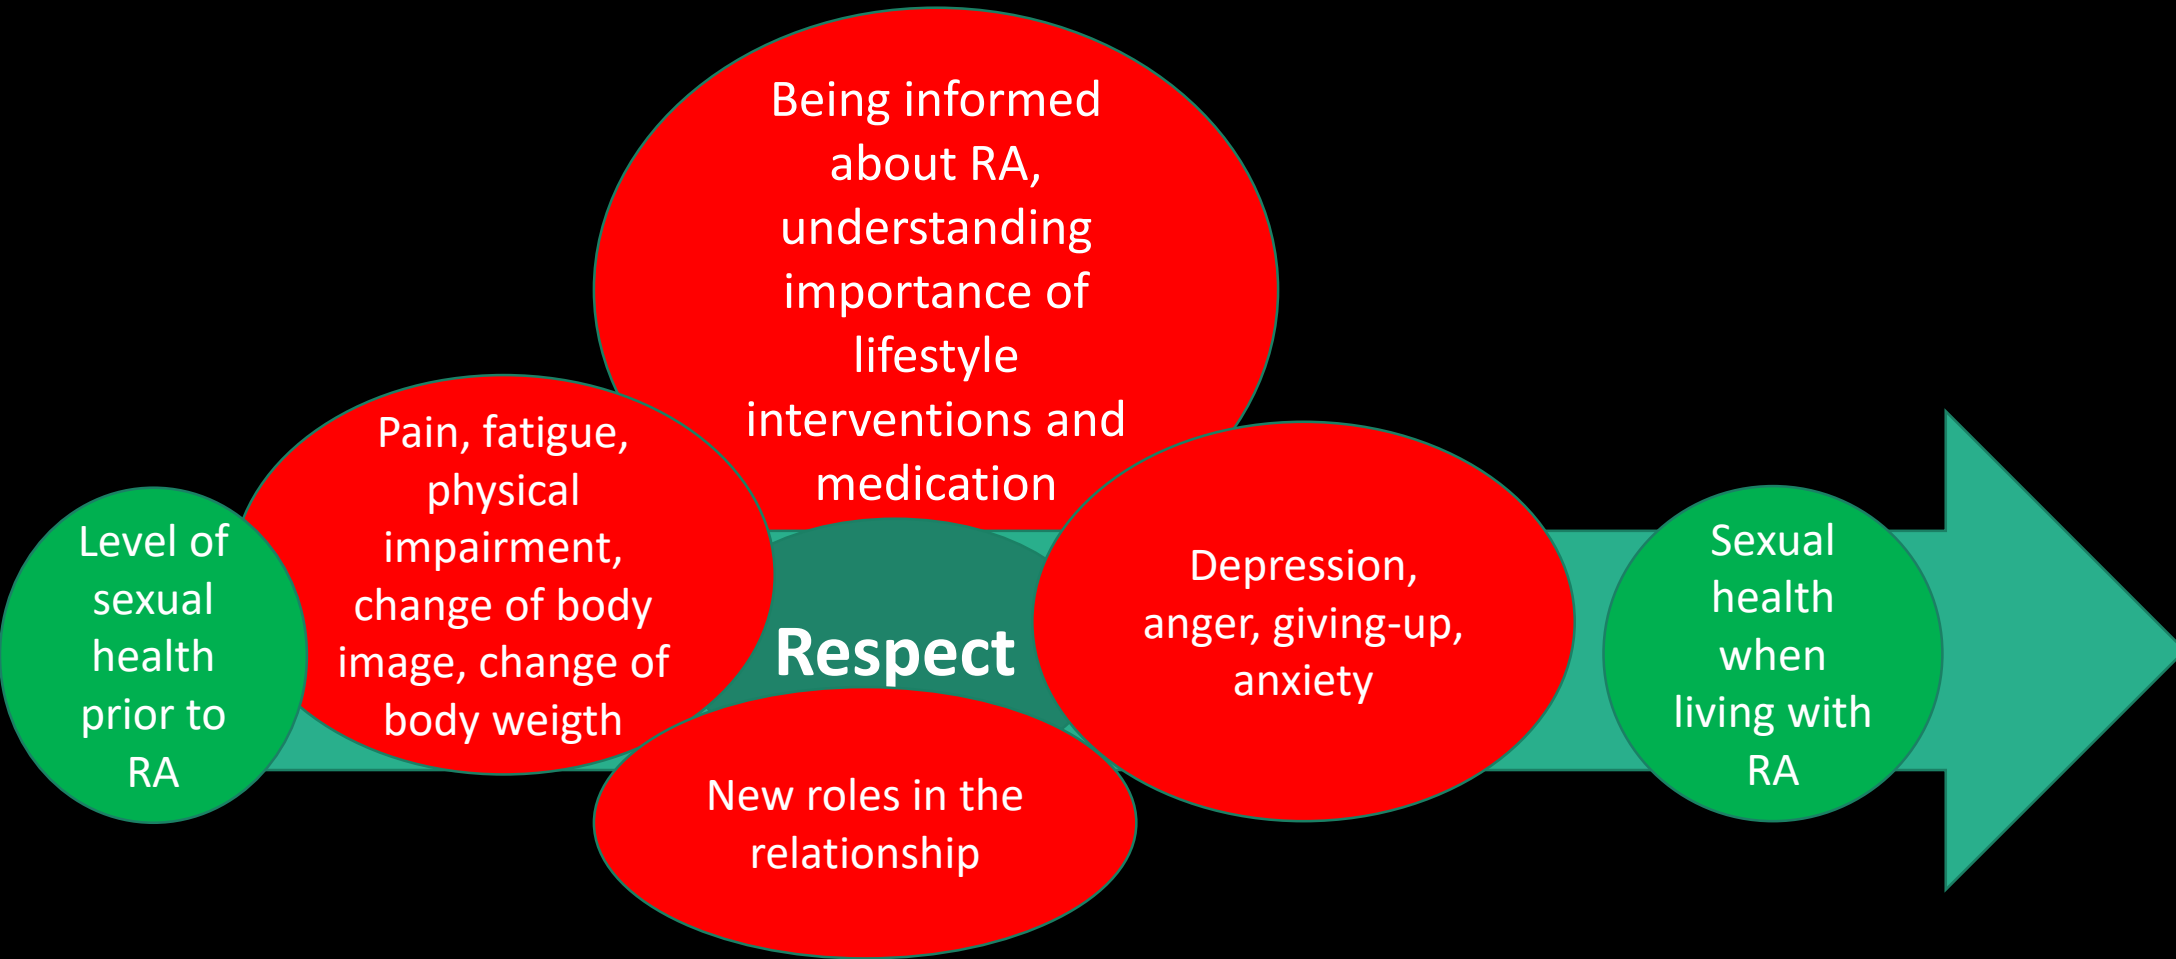 Being informed
about RA,
understanding
importance of
lifestyle
interventions and
medication
Pain, fatigue,
physical
impairment,
change of body
image, change of
body weigth
Level of
sexual
health
prior to
RA
Respect
Depression,
anger, giving-up,
anxiety
Sexual
health
when
living with
RA
New roles in the
relationship